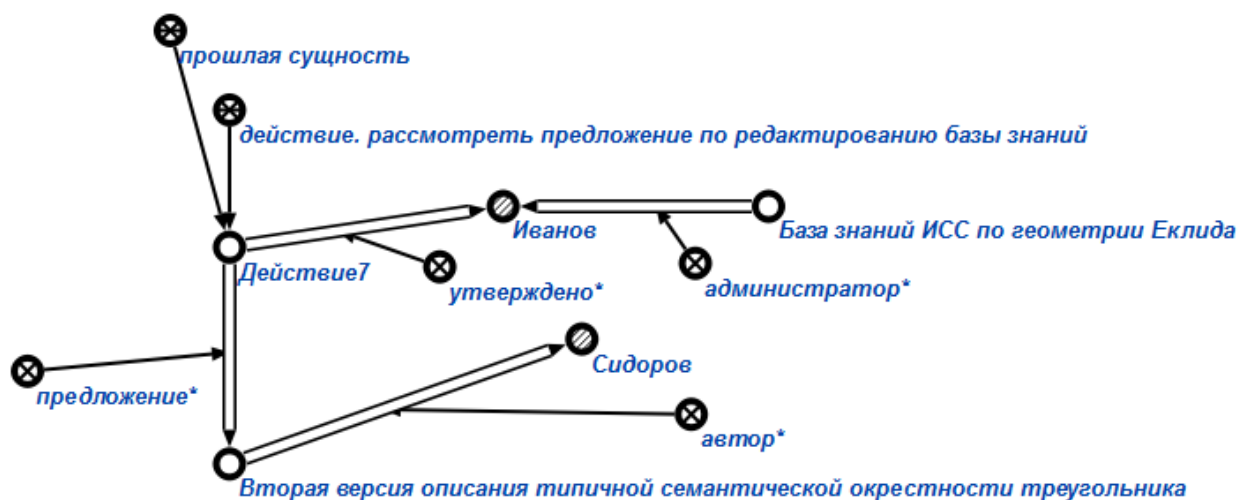 прошлая сущность
действие. рассмотреть предложение по редактированию базы знаний
Иванов
База знаний ИСС по геометрии Еклида
Действие7
утверждено*
администратор*
Сидоров
предложение*
автор*
Вторая версия описания типичной семантической окрестности треугольника